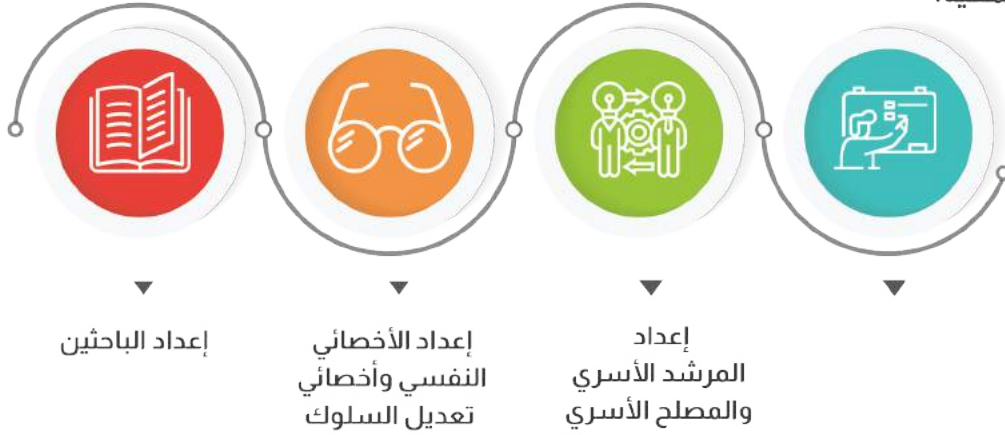 إعداد
المرشد الأسري
والمصلح الأسري
إعداد الأخصائي
النفسي وأخصائي
تعديل السلوك
إعداد الباحثين